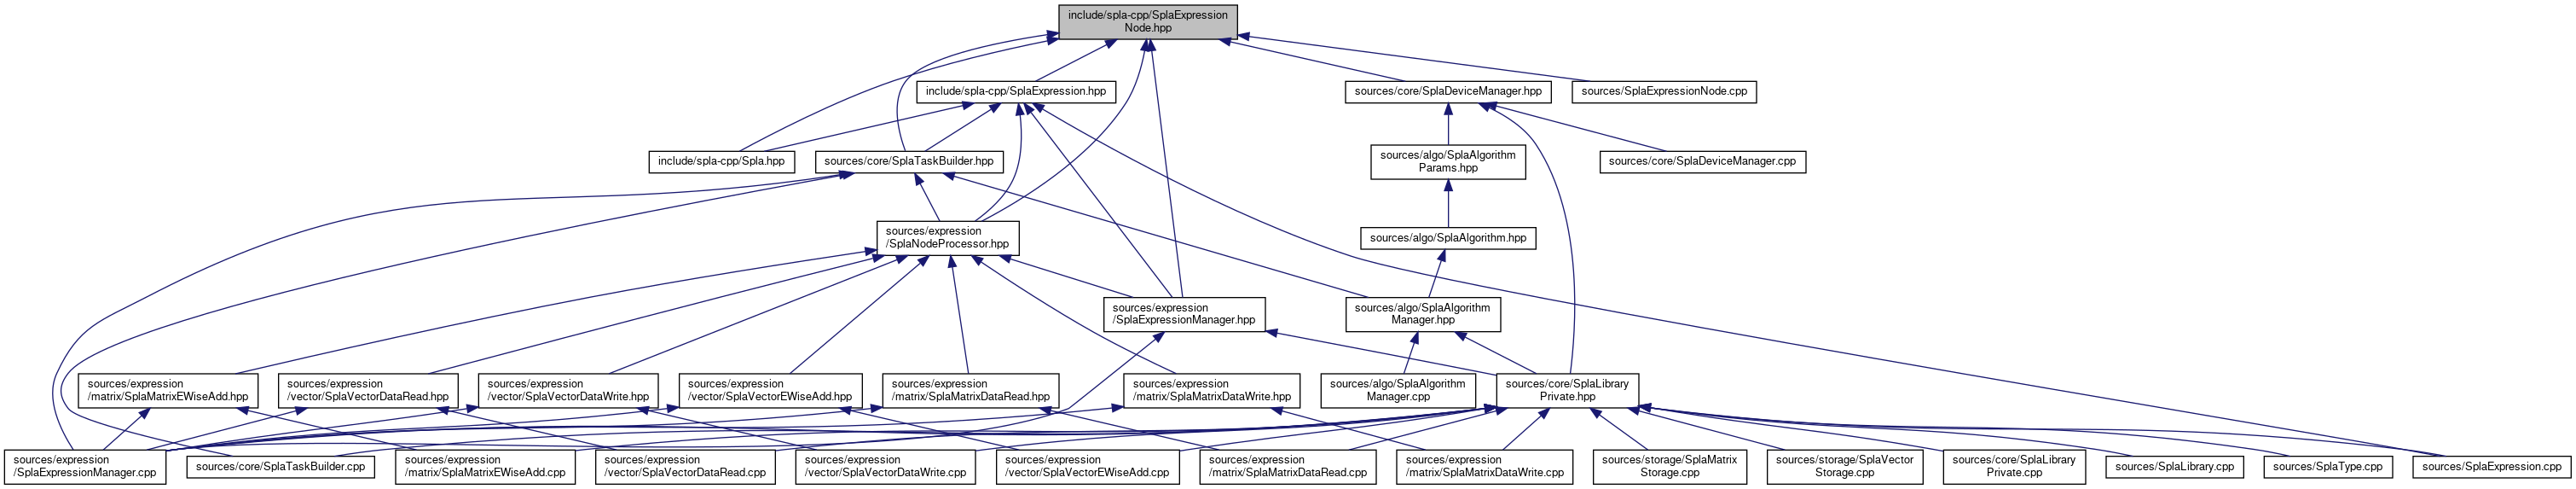 include/spla-cpp/SplaExpression
Node.hpp
include/spla-cpp/SplaExpression.hpp
sources/core/SplaDeviceManager.hpp
sources/SplaExpressionNode.cpp
include/spla-cpp/Spla.hpp
sources/core/SplaTaskBuilder.hpp
sources/algo/SplaAlgorithm
Params.hpp
sources/core/SplaDeviceManager.cpp
sources/expression
/SplaNodeProcessor.hpp
sources/algo/SplaAlgorithm.hpp
sources/expression
/SplaExpressionManager.hpp
sources/algo/SplaAlgorithm
Manager.hpp
sources/expression
/matrix/SplaMatrixEWiseAdd.hpp
sources/expression
/vector/SplaVectorDataRead.hpp
sources/expression
/vector/SplaVectorDataWrite.hpp
sources/expression
/vector/SplaVectorEWiseAdd.hpp
sources/expression
/matrix/SplaMatrixDataRead.hpp
sources/expression
/matrix/SplaMatrixDataWrite.hpp
sources/algo/SplaAlgorithm
Manager.cpp
sources/core/SplaLibrary
Private.hpp
sources/expression
/SplaExpressionManager.cpp
sources/core/SplaTaskBuilder.cpp
sources/expression
/matrix/SplaMatrixEWiseAdd.cpp
sources/expression
/vector/SplaVectorDataRead.cpp
sources/expression
/vector/SplaVectorDataWrite.cpp
sources/expression
/vector/SplaVectorEWiseAdd.cpp
sources/expression
/matrix/SplaMatrixDataRead.cpp
sources/expression
/matrix/SplaMatrixDataWrite.cpp
sources/storage/SplaMatrix
Storage.cpp
sources/storage/SplaVector
Storage.cpp
sources/core/SplaLibrary
Private.cpp
sources/SplaLibrary.cpp
sources/SplaType.cpp
sources/SplaExpression.cpp